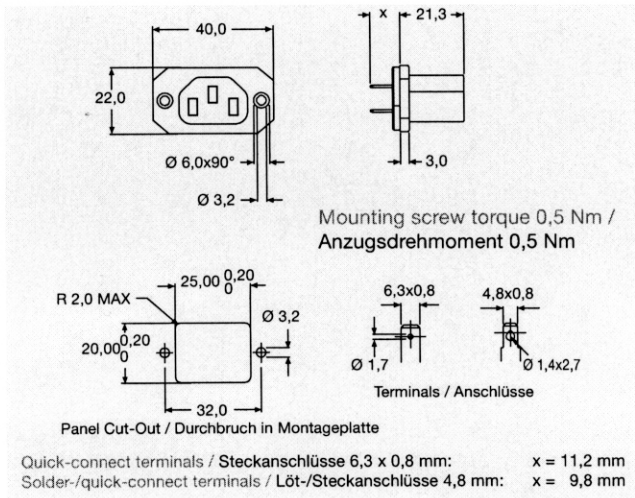 40,0
x
21,3
22,0
Ø 6,0x90°
3,0
Ø 3,2
Mounting screw torque 0,5 Nm /
Anzugsdrehmoment 0,5 Nm
25,00 0,20
0
R 2,0 MAX
Ø 3,2
20,00 0,20
0
32,0
6,3x0,8
4,8x0,8
Ø 1,7
Ø 1,4x2,7
Terminals / Anschlüsse
Panel Cut-Out / Durchbruch in Montageplatte
Quick-connect terminals / Steckanschlüsse 6,3 x 0,8 mm: x = 11,2 mm
Solder-/quick-connect terminals / Löt-/Steckanschlüsse 4,8 mm: x = 9,8 mm